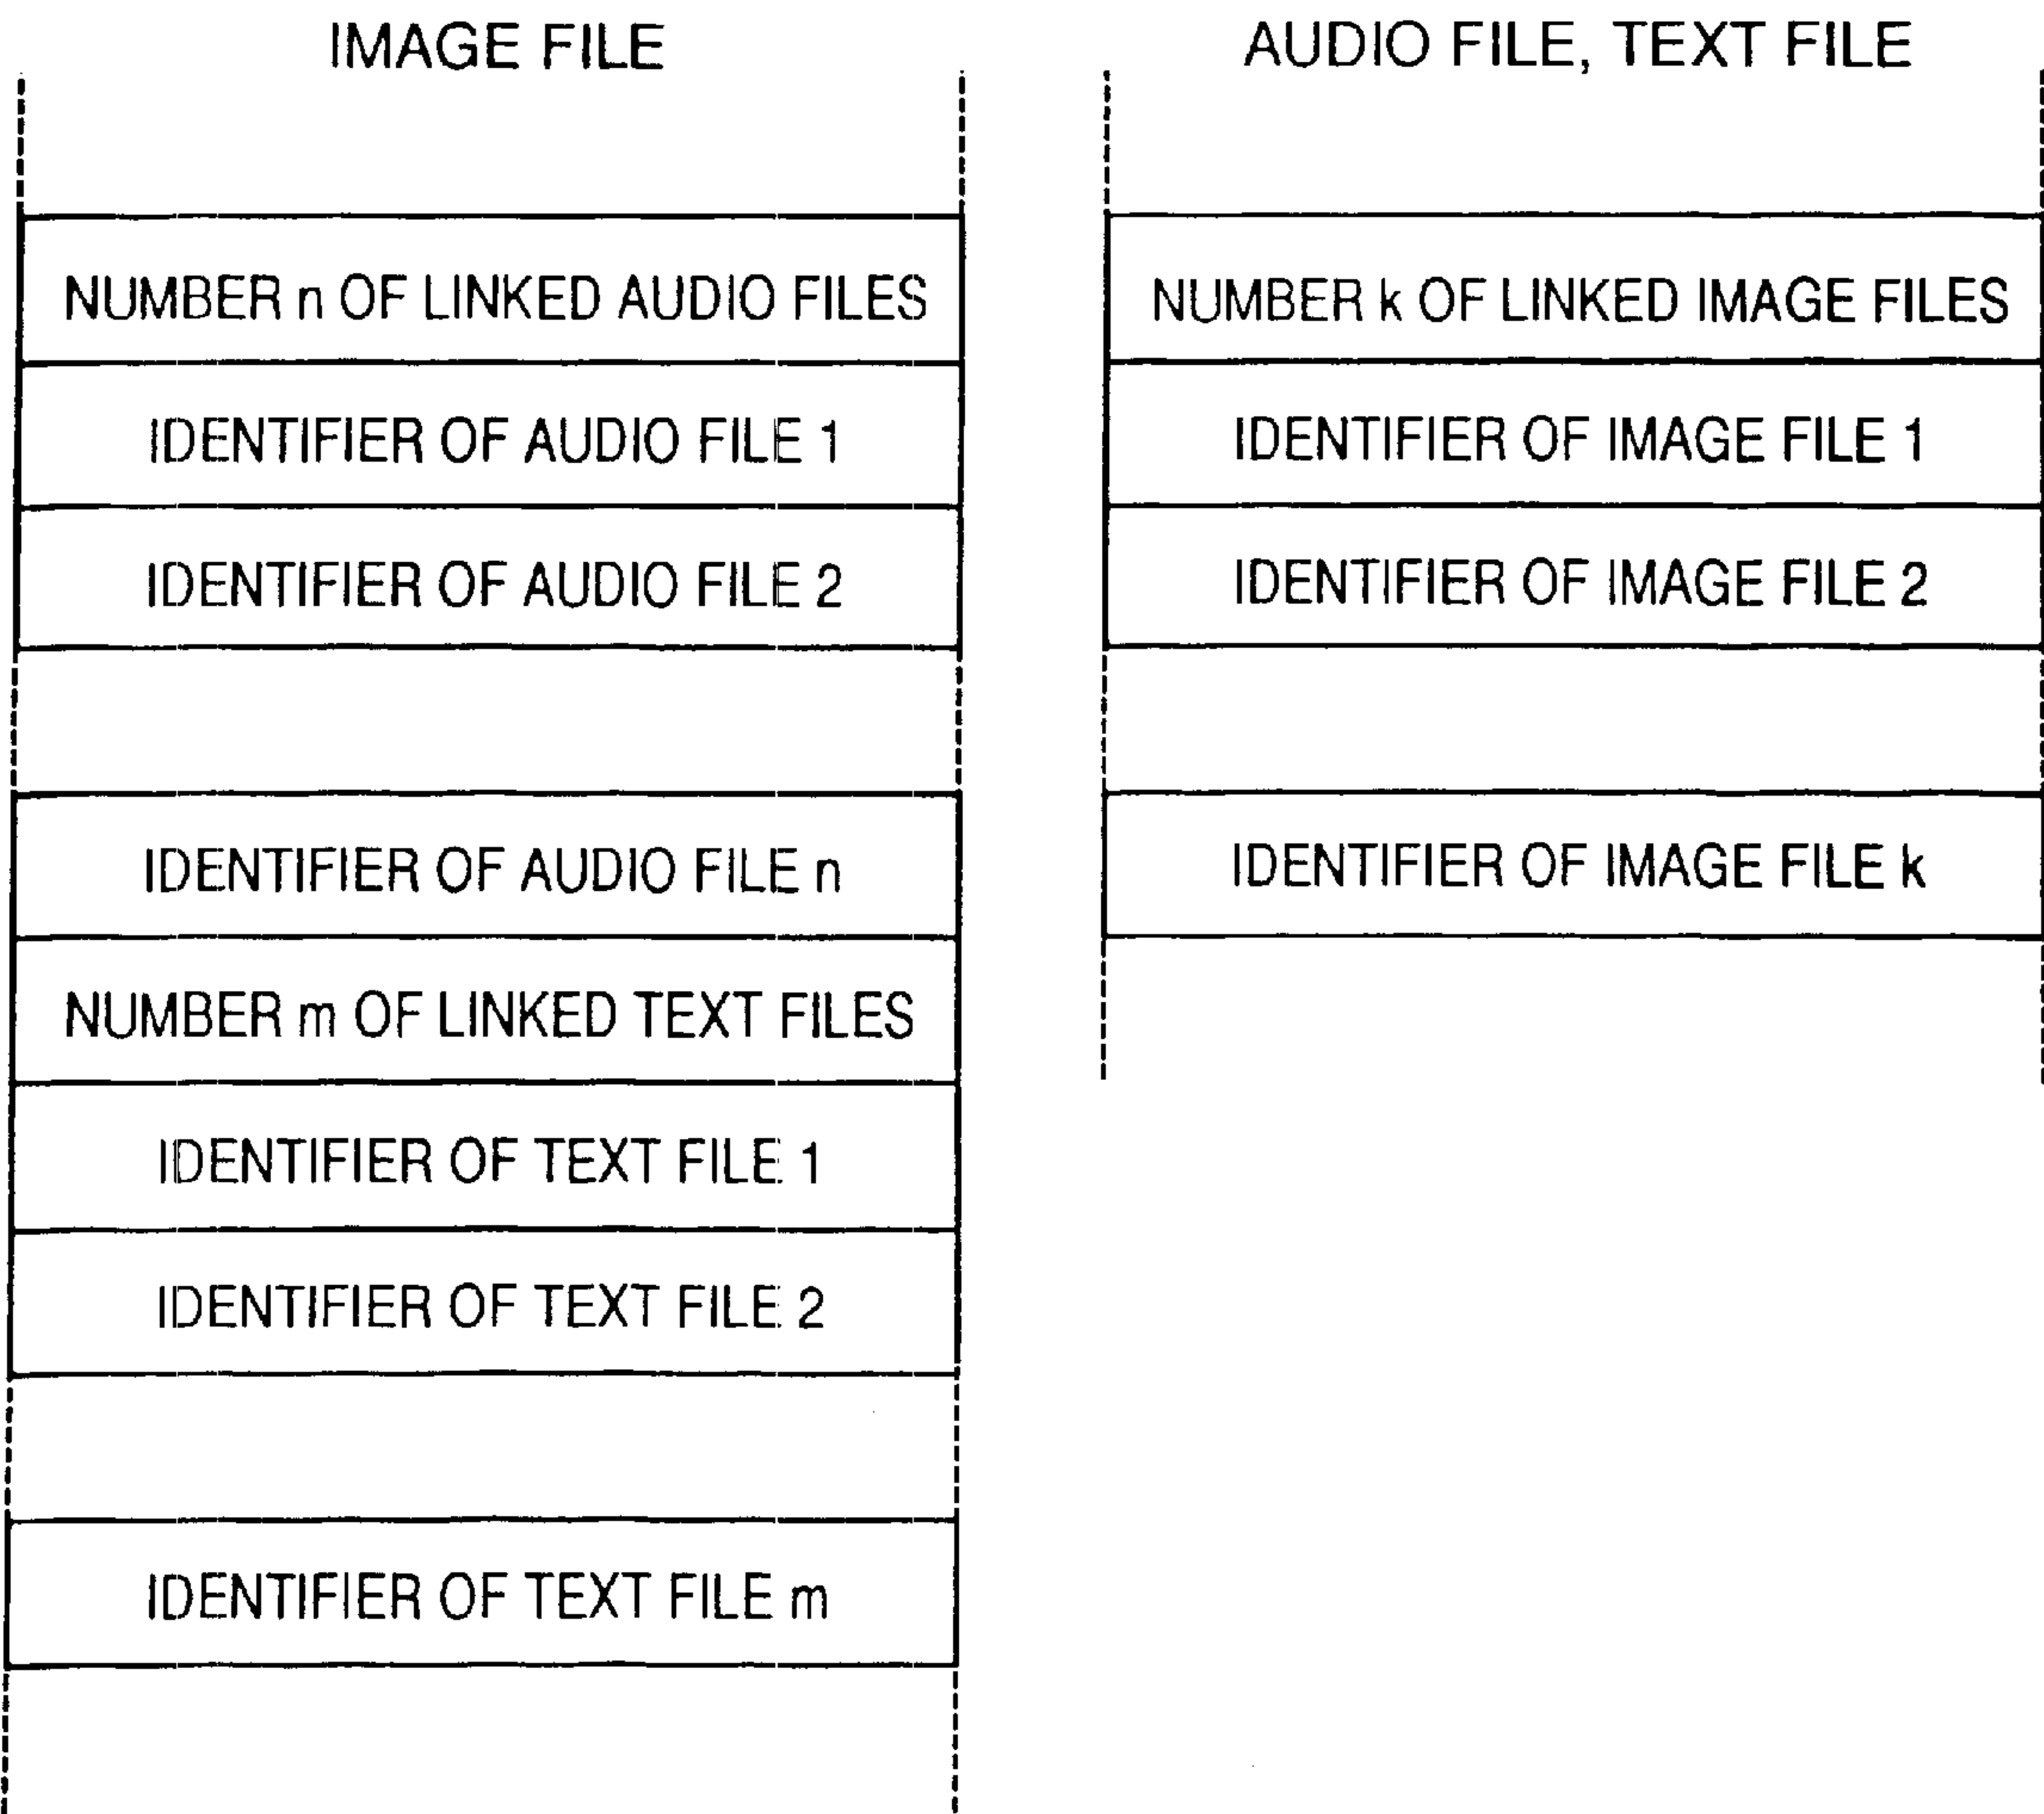 IMAGE FILE
NUMBER n OF LINKED AUDIO FILES
IDENTIFIER OF AUDIO FILE 1
IDENTIFIER OF AUDIO FILE 2
IDENTIFIER OF AUDIO FILE n
NUMBER m OF LINKED TEXT FILES
IDENTIFIER OF TEXT FILE 1
IDENTIFIER OF TEXT FILE 2
IDENTIFIER OF TEXT FILE m
AUDIO FILE, TEXT FILE
NUMBER k OF LINKED IMAGE FILES
IDENTIFIER OF IMAGE FILE 1
IDENTIFIER OF IMAGE FILE 2
IDENTIFIER OF IMAGE FILE k